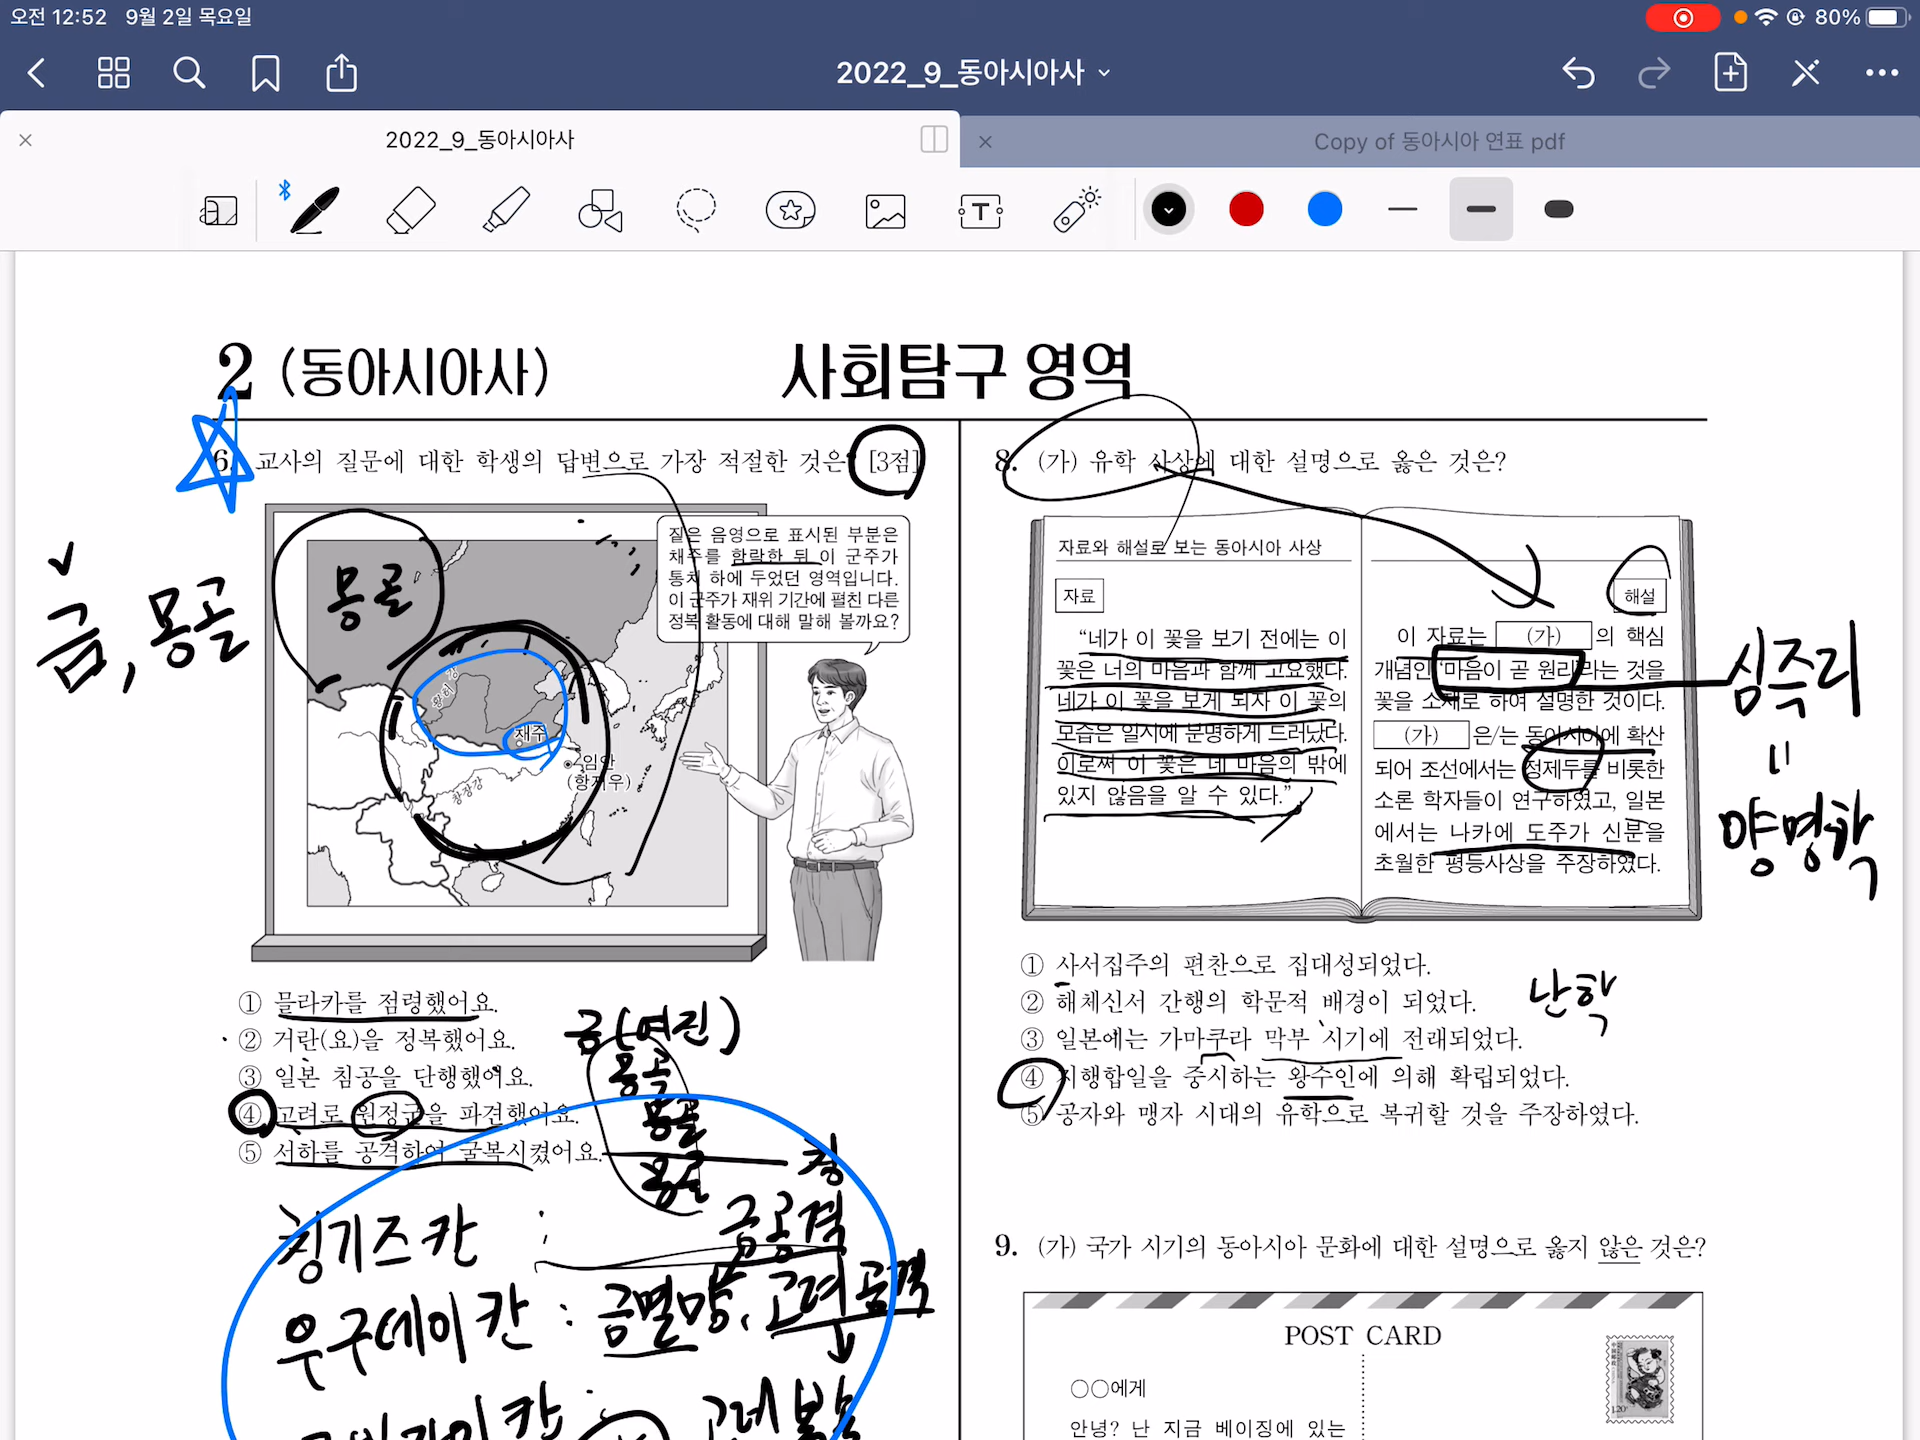 오전 12:52 9월 2일 목요일
80%
2022_9_동아시아사
2022_9_동아시아사
Copy of 동아시아 연표 pdf
2 (동아시아사)
사회탐구 영역
6. 교사의 질문에 대한 학생의 답변으로 가장 적절한 것은? [3점]
짙은 음영으로 표시된 부분은
채주를 함락한 뒤 이 군주가
통치 하에 두었던 영역입니다.
이 군주가 재위 기간에 펼친 다른
정복 활동에 대해 말해 볼까요?
몽골
금, 몽골
황허 강
채주
임안
(항저우)
창장강
① 믈라카를 점령했어요.
② 거란(요)을 정복했어요.
③ 일본 침공을 단행했어요.
④ 고려로 원정군을 파견했어요.
⑤ 서하를 공격하여 굴복시켰어요.
금(여진)
몽골
몽골
몽골
칭
칭기즈칸 : 금공격
우구데이칸 : 금멸망, 고려 공격
8. (가) 유학 사상에 대한 설명으로 옳은 것은?
자료와 해설로 보는 동아시아 사상
자료
“네가 이 꽃을 보기 전에는 이
꽃은 너의 마음과 함께 고요했다.
네가 이 꽃을 보게 되자 이 꽃의
모습은 일시에 분명하게 드러났다.
이로써 이 꽃은 네 마음의 밖에
있지 않음을 알 수 있다.”
해설
이 자료는 (가) 의 핵심
개념인 ‘마음이 곧 원리’라는 것을
꽃을 소재로 하여 설명한 것이다.
(가) 은/는 동아시아에 확산
되어 조선에서는 정제두를 비롯한
소론 학자들이 연구하였고, 일본
에서는 나카에 도주가 신분을
초월한 평등사상을 주장하였다.
심즉리
양명학
① 사서집주의 편찬으로 집대성되었다.
② 해체신서 간행의 학문적 배경이 되었다.
난학
③ 일본에는 가마쿠라 막부 시기에 전래되었다.
④ 지행합일을 중시하는 왕수인에 의해 확립되었다.
⑤ 공자와 맹자 시대의 유학으로 복귀할 것을 주장하였다.
9. (가) 국가 시기의 동아시아 문화에 대한 설명으로 옳지 않은 것은?
POST CARD
○○에게
안녕? 난 지금 베이징에 있는